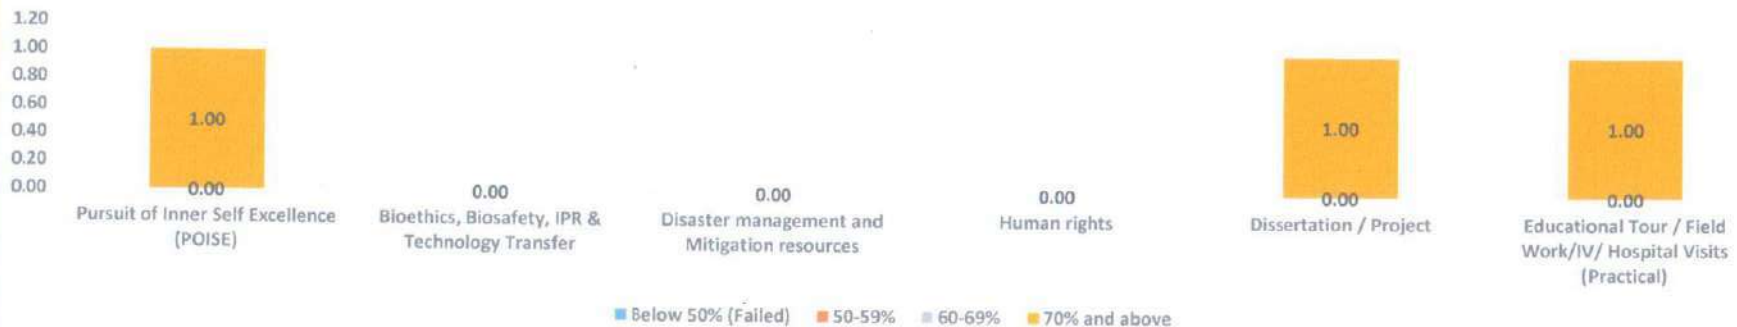 1.20
1.00
0.80
0.60
0.40
0.20
0.00
1.00
0.00
0.00
0.00
0.00
1.00
0.00
1.00
0.00
Pursuit of Inner Self Excellence
(POISE)
Bioethics, Biosafety, IPR &
Technology Transfer
Disaster management and
Mitigation resources
Human rights
Dissertation / Project
Educational Tour / Field
Work/IV/ Hospital Visits
(Practical)
Below 50% (Failed) 50-59% 60-69% 70% and above